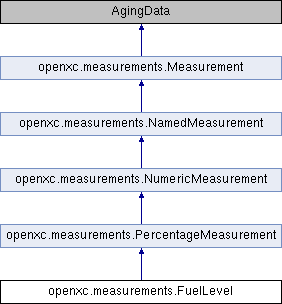 AgingData
openxc.measurements.Measurement
openxc.measurements.NamedMeasurement
openxc.measurements.NumericMeasurement
openxc.measurements.PercentageMeasurement
openxc.measurements.FuelLevel